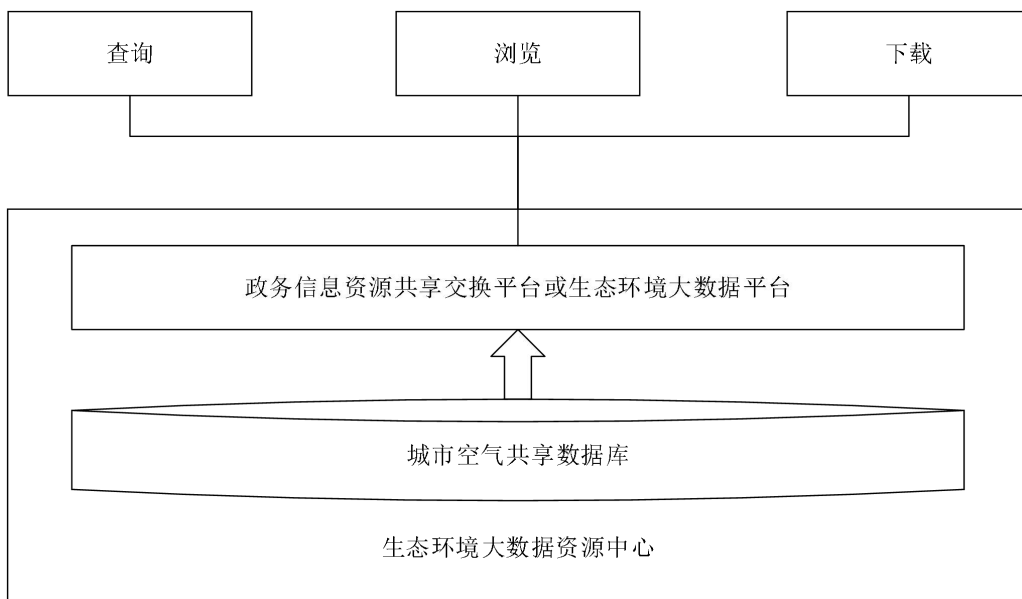 查询
浏览
下载
政务信息资源共享交换平台或生态环境大数据平台
城市空气共享数据库
生态环境大数据资源中心